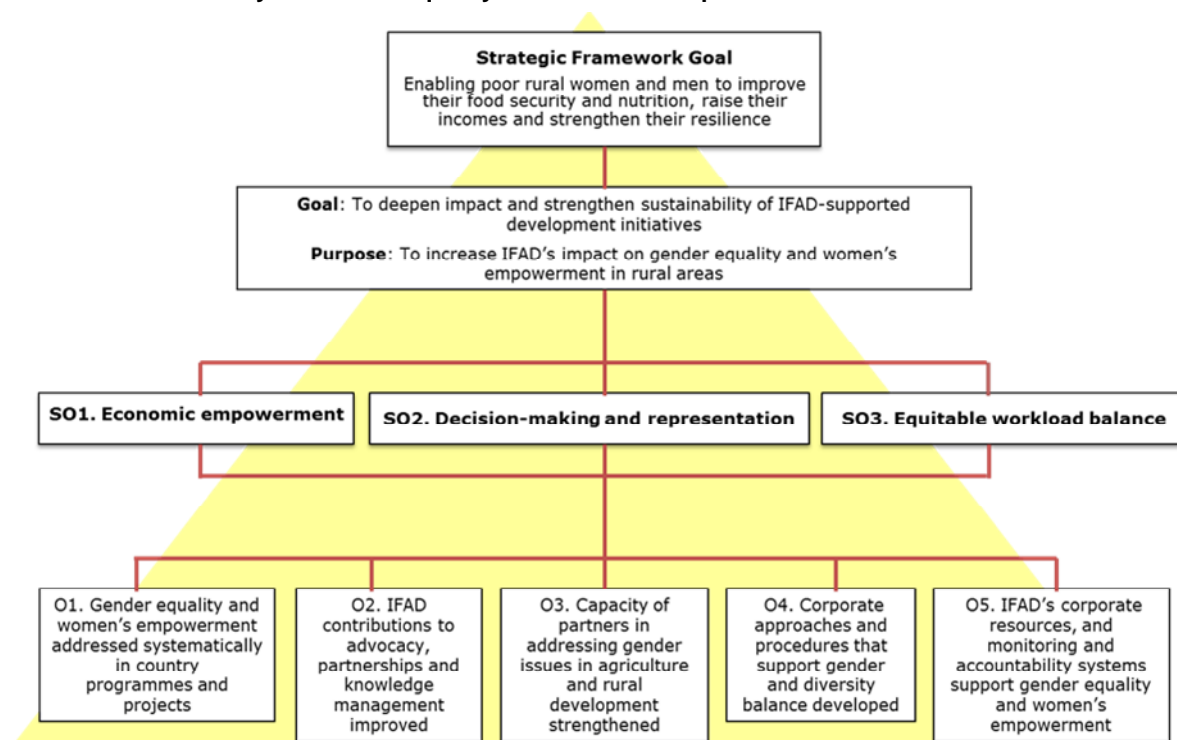 Strategic Framework Goal
Enabling poor rural women and men to improve
their food security and nutrition, raise their
incomes and strengthen their resilience
Goal: To deepen impact and strengthen sustainability of IFAD-supported
development initiatives
Purpose: To increase IFAD's impact on gender equality and women's
empowerment in rural areas
SO1. Economic empowerment
SO2. Decision-making and representation
SO3. Equitable workload balance
O1. Gender equality and
women's empowerment
addressed systematically
in country
programmes and
projects
O2. IFAD
contributions to
advocacy,
partnerships and
knowledge
management
improved
O3. Capacity of
partners in
addressing gender
issues in agriculture
and rural
development
strengthened
O4. Corporate
approaches and
procedures that
support gender
and diversity
balance developed
O5. IFAD's corporate
resources, and
monitoring and
accountability systems
support gender equality
and women's
empowerment